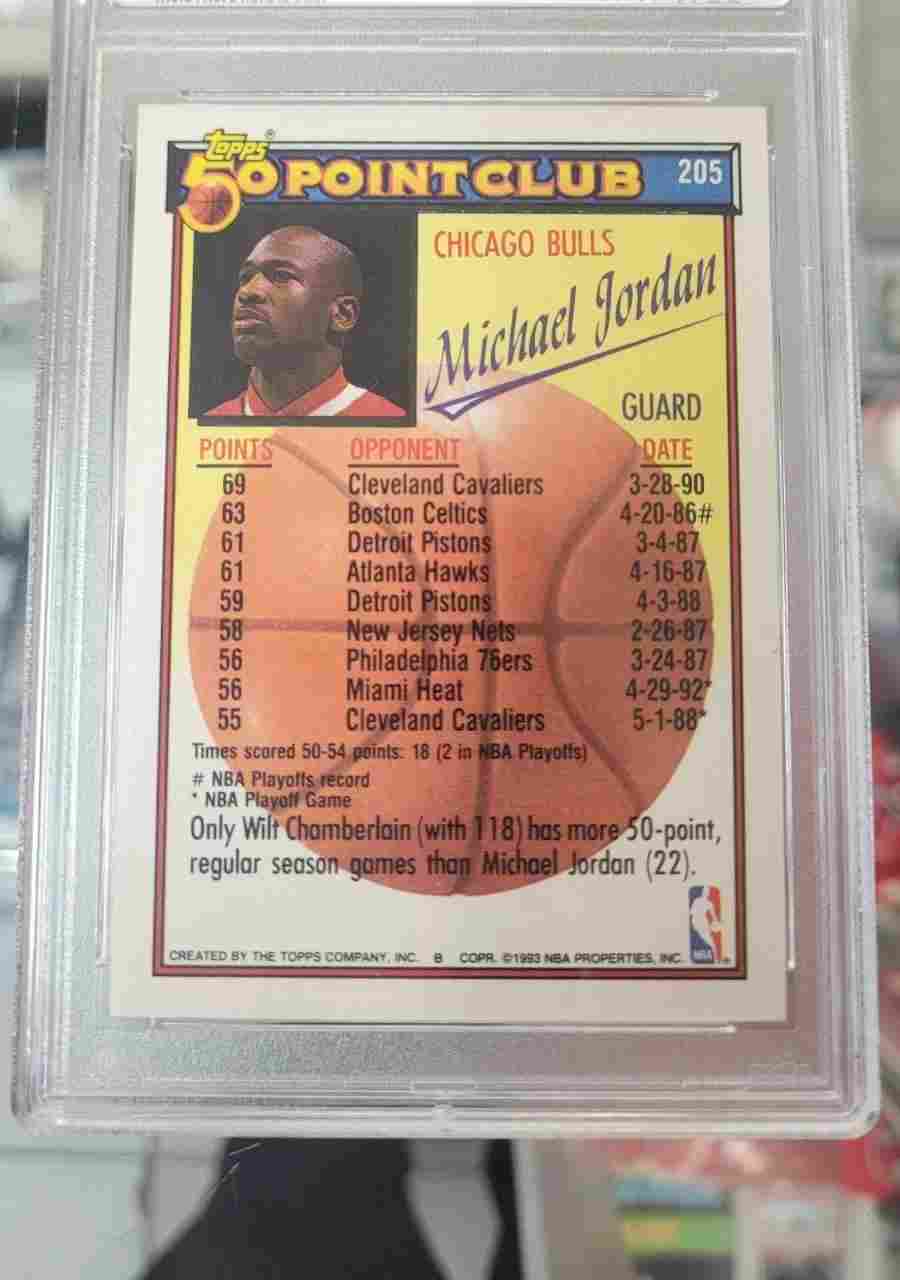 Topps®
50 POINT CLUB 205
CHICAGO BULLS
Michael Jordan
GUARD
POINTS OPPONENT DATE
69 Cleveland Cavaliers 3-28-90
63 Boston Celtics 4-20-86#
61 Detroit Pistons 3-4-87
61 Atlanta Hawks 4-16-87
59 Detroit Pistons 4-3-88
58 New Jersey Nets 2-26-87
56 Philadelphia 76ers 3-24-87
56 Miami Heat 4-29-92*
55 Cleveland Cavaliers 5-1-88*
Times scored 50-54 points: 18 (2 in NBA Playoffs)
# NBA Playoffs record
* NBA Playoff Game
Only Wilt Chamberlain (with 118) has more 50-point,
regular season games than Michael Jordan (22).
NBA ®
CREATED BY THE TOPPS COMPANY, INC. B COPR. ©1993 NBA PROPERTIES, INC.